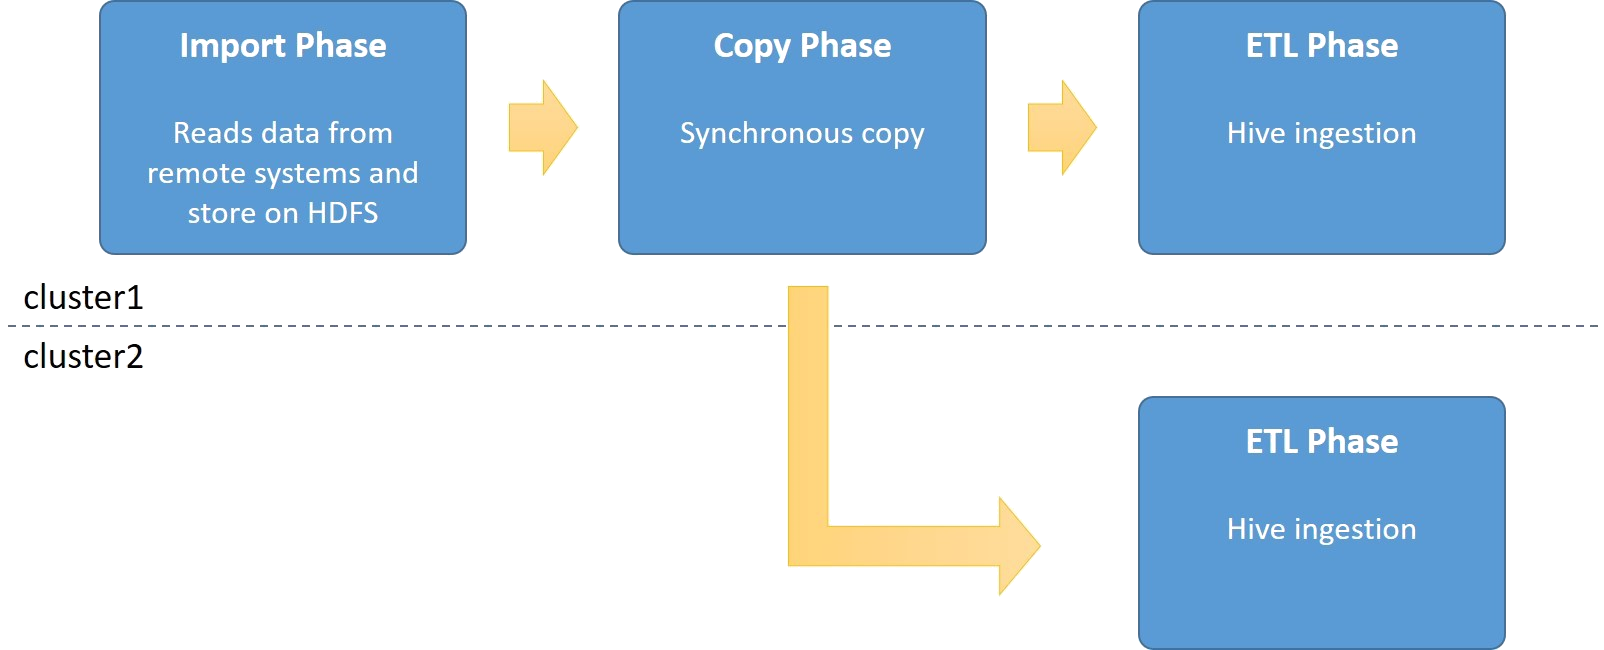 Import Phase
Reads data from
remote systems and
store on HDFS
Copy Phase
Synchronous copy
ETL Phase
Hive ingestion
cluster1
cluster2
ETL Phase
Hive ingestion